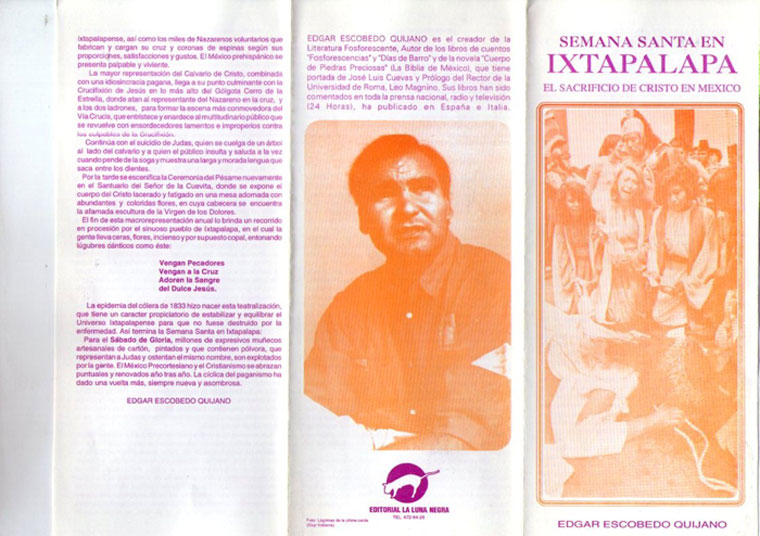 ixtapalapense, así como los miles de Nazarenos voluntarios que
fabrican y cargan su cruz y coronas de espinas según sus
proporciones, satisfacciones y gustos. El México prehispánico se
presenta palpable y viviente.
La mayor representación del Calvario de Cristo, combinada
con una idiosincracia pagana, llega a su punto culminante con la
Crucifixión de Jesús en lo más alto del Gólgota Cerro de la
Estrella, donde atan al representante del Nazareno en la cruz, y
a los dos ladrones, para formar la escena más conmovedora del
Vía Crucis, que entristece y enardece al multitudinario público que
se revuelve con ensordecedores lamentos e improperios contra
los culpables de la Crucifixión.
Continúa con el suicidio de Judas, quien se cuelga de un árbol
al lado del calvario y a quien el público insulta y saluda a la vez
cuando pende de la soga y muestra una larga y morada lengua que
saca entre los dientes.
Por la tarde se escenifica la Ceremonia del Pésame nuevamente
en el Santuario del Señor de la Cuevita, donde se expone el
cuerpo del Cristo lacerado y fatigado en una mesa adornada con
abundantes y coloridas flores, en cuya cabecera se encuentra
la afamada escultura de la Virgen de los Dolores.
El fin de esta macrorepresentación anual lo brinda un recorrido
en procesión por el sinuoso pueblo de Ixtapalapa, en el cual la
gente lleva ceras, flores, incienso y por supuesto copal, entonando
lúgubres cánticos como éste:
Vengan Pecadores
Vengan a la Cruz
Adoren la Sangre
del Dulce Jesús.
La epidemia del cólera de 1833 hizo nacer esta teatralización,
que tiene un caracter propiciatorio de estabilizar y equilibrar el
Universo Ixtapalapense para que no fuese destruido por la
enfermedad. Así termina la Semana Santa en Ixtapalapa:
Para el Sábado de Gloria, millones de expresivos muñecos
artesanales de cartón, pintados y que contienen pólvora, que
representan a Judas y ostentan el mismo nombre, son explotados
por la gente. El México Precortesiano y el Cristianismo se abrazan
puntuales y renovados año tras año. La cíclica del paganismo ha
dado una vuelta más, siempre nueva y asombrosa.
EDGAR ESCOBEDO QUIJANO
EDGAR ESCOBEDO QUIJANO es el creador de la
Literatura Fosforescente, Autor de los libros de cuentos
"Fosforescencias" y "Días de Barro" y de la novela "Cuerpo
de Piedras Preciosas" (La Biblia de México), que tiene
portada de José Luis Cuevas y Prólogo del Rector de la
Universidad de Roma, Leo Magnino. Sus libros han sido
comentados en toda la prensa nacional, radio y televisión
(24 Horas), ha publicado en España e Italia.
EDITORIAL LA LUNA NEGRA
Foto: Lágrimas de la última caída
SEMANA SANTA EN
IXTAPALAPA
EL SACRIFICIO DE CRISTO EN MEXICO
EDGAR ESCOBEDO QUIJANO